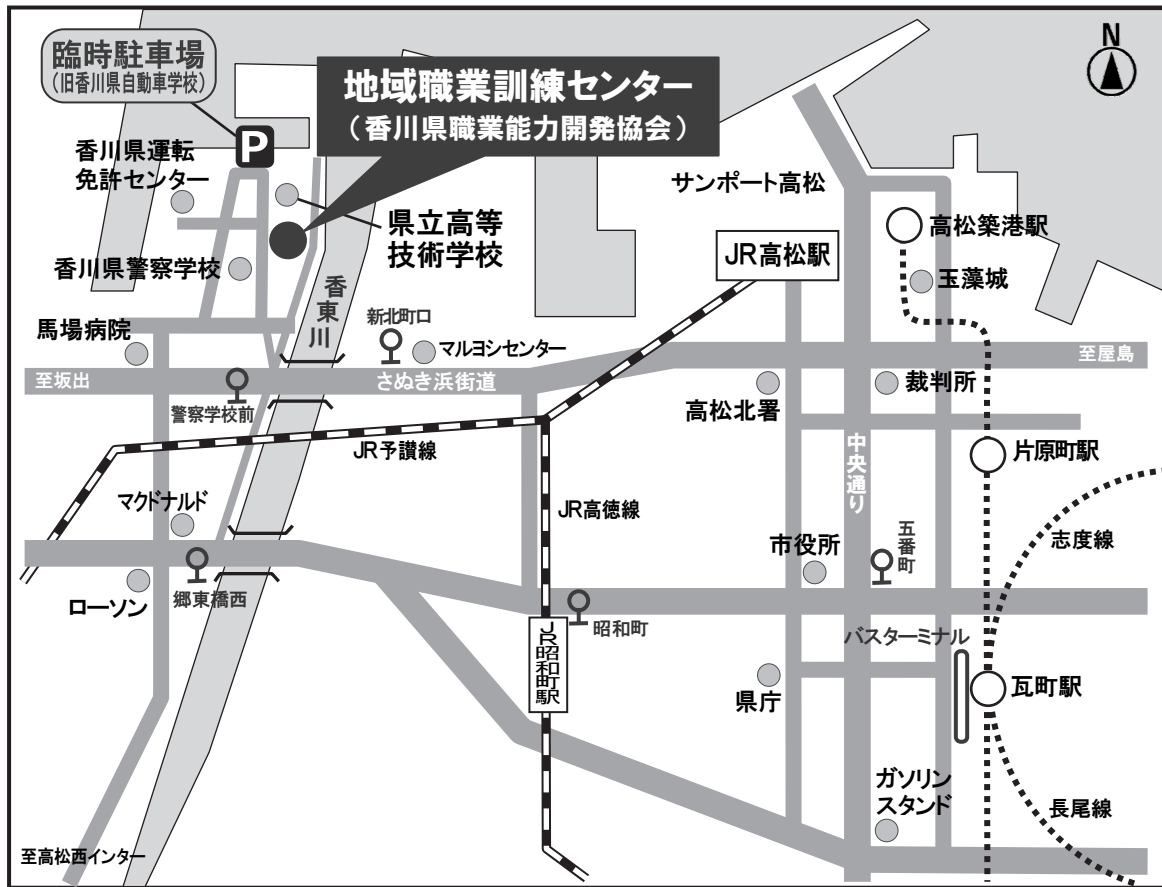 臨時駐車場
(旧香川県自動車学校)
P
地域職業訓練センター
(香川県職業能力開発協会)
N
香川県運転
免許センター
県立高等
技術学校
サンポート高松
高松築港駅
JR高松駅
玉藻城
香川県警察学校
香東川
馬場病院
新北町口
マルヨシセンター
至坂出
さぬき浜街道
至屋島
警察学校前
高松北署
裁判所
JR予讃線
中央通り
片原町駅
マクドナルド
JR高徳線
市役所
五番町
志度線
ローソン
郷東橋西
昭和町
バスターミナル
JR昭和町駅
県庁
瓦町駅
ガソリン
スタンド
長尾線
至高松西インター